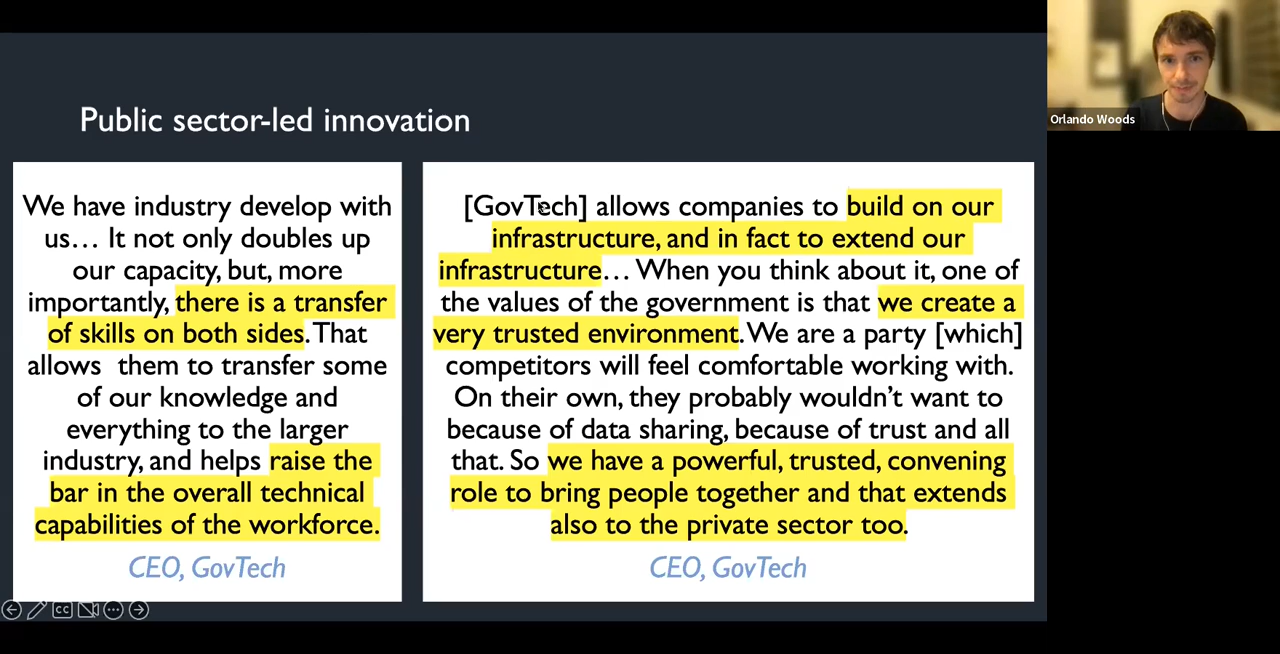 Public sector-led innovation
We have industry develop with
us… It not only doubles up
our capacity, but, more
importantly, there is a transfer
of skills on both sides. That
allows them to transfer some
of our knowledge and
everything to the larger
industry, and helps raise the
bar in the overall technical
capabilities of the workforce.
CEO, GovTech
[GovTech] allows companies to build on our
infrastructure, and in fact to extend our
infrastructure… When you think about it, one of
the values of the government is that we create a
very trusted environment. We are a party [which]
competitors will feel comfortable working with.
On their own, they probably wouldn't want to
because of data sharing, because of trust and all
that. So we have a powerful, trusted, convening
role to bring people together and that extends
also to the private sector too.
CEO, GovTech
CC
Orlando Woods